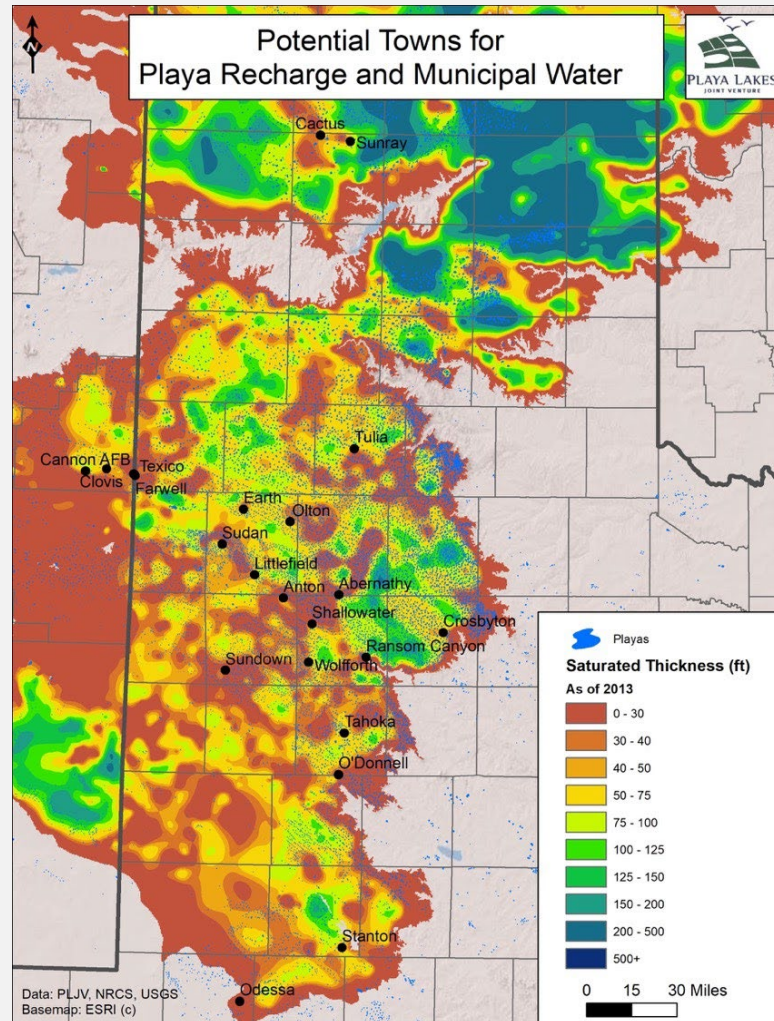 N
Potential Towns for
Playa Recharge and Municipal Water
PLAYA LAKES
JOINT VENTURE
Cactus
Sunray
Tulia
Cannon AFB
Texico
Clovis
Farwell
Earth
Olton
Sudan
Littlefield
Anton
Abernathy
Shallowater
Crosbyton
Ransom Canyon
Sundown
Wolfforth
Tahoka
O'Donnell
Stanton
Odessa
Playas
Saturated Thickness (ft)
As of 2013
0 - 30
30 - 40
40 - 50
50 - 75
75 - 100
100 - 125
125 - 150
150 - 200
200 - 500
500+
0 15 30 Miles
Data: PLJV, NRCS, USGS
Basemap: ESRI (c)